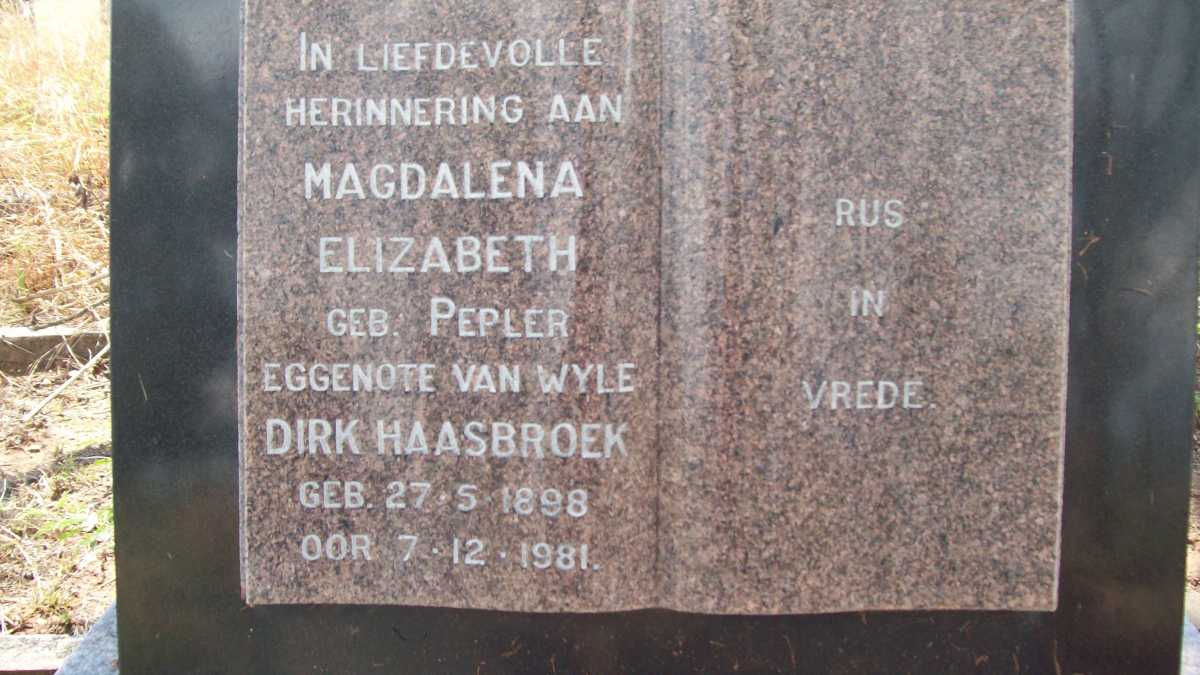 IN LIEFDEVOLLE
HERINNERING AAN
MAGDALENA
ELIZABETH
GEB. PEPLER
EGGENOTE VAN WYLE
DIRK HAASBROEK
GEB. 27·5·1898
OOR 7·12·1981.
RUS
IN
VREDE.